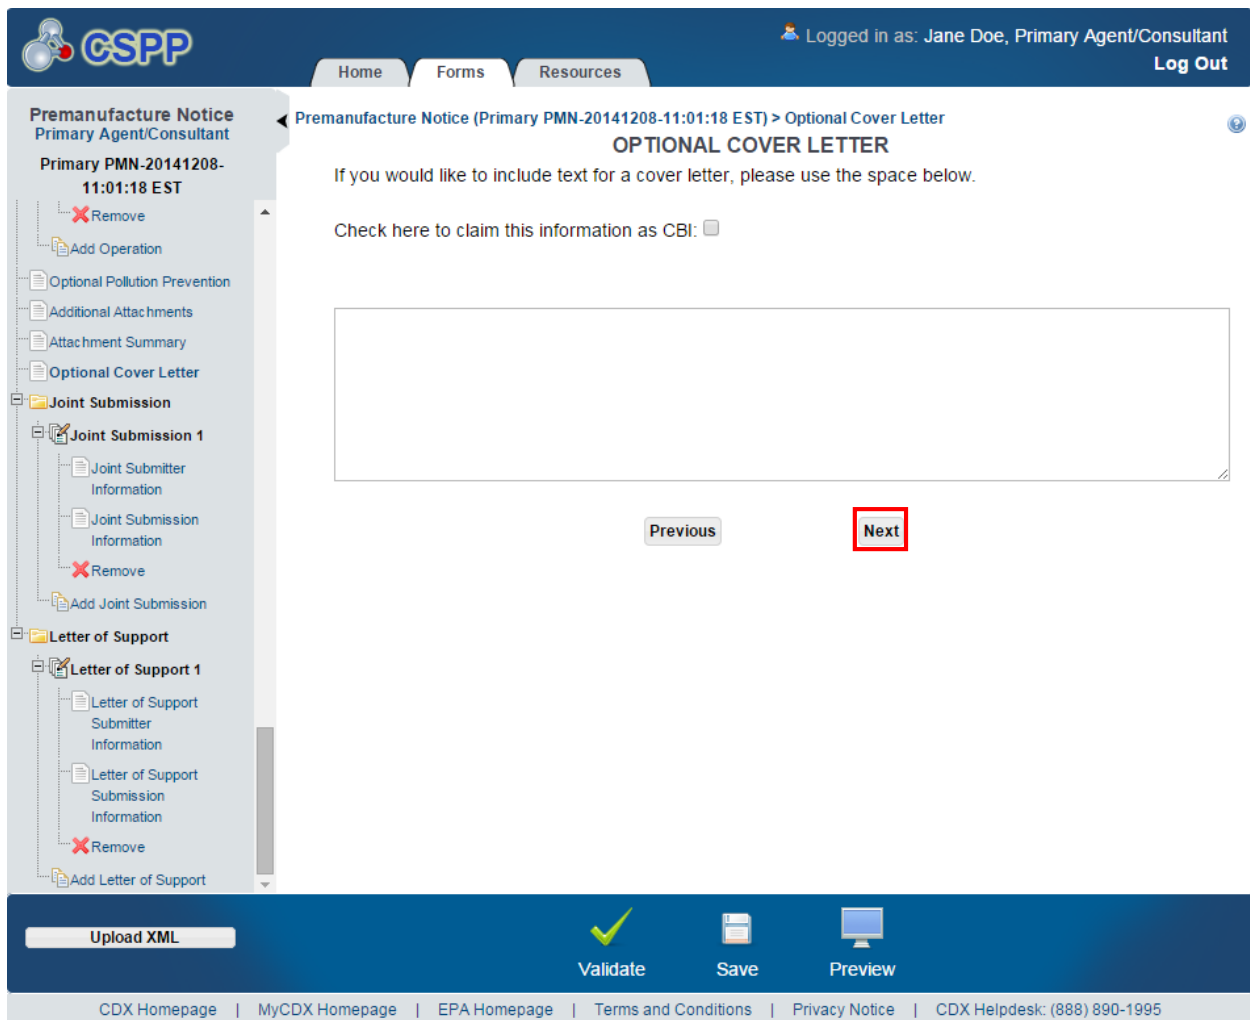 CSPP
Logged in as: Jane Doe, Primary Agent/Consultant
Log Out
Home Forms Resources
Premanufacture Notice
Primary Agent/Consultant
Primary PMN-20141208-
11:01:18 EST
Remove
Add Operation
Optional Pollution Prevention
Additional Attachments
Attachment Summary
Optional Cover Letter
Joint Submission
Joint Submission 1
Joint Submitter
Information
Joint Submission
Information
Remove
Add Joint Submission
Letter of Support
Letter of Support 1
Letter of Support
Submitter
Information
Letter of Support
Submission
Information
Remove
Add Letter of Support
Premanufacture Notice (Primary PMN-20141208-11:01:18 EST) > Optional Cover Letter
?
OPTIONAL COVER LETTER
If you would like to include text for a cover letter, please use the space below.
Check here to claim this information as CBI:
Previous Next
Upload XML
Validate Save Preview
CDX Homepage | MyCDX Homepage | EPA Homepage | Terms and Conditions | Privacy Notice | CDX Helpdesk: (888) 890-1995